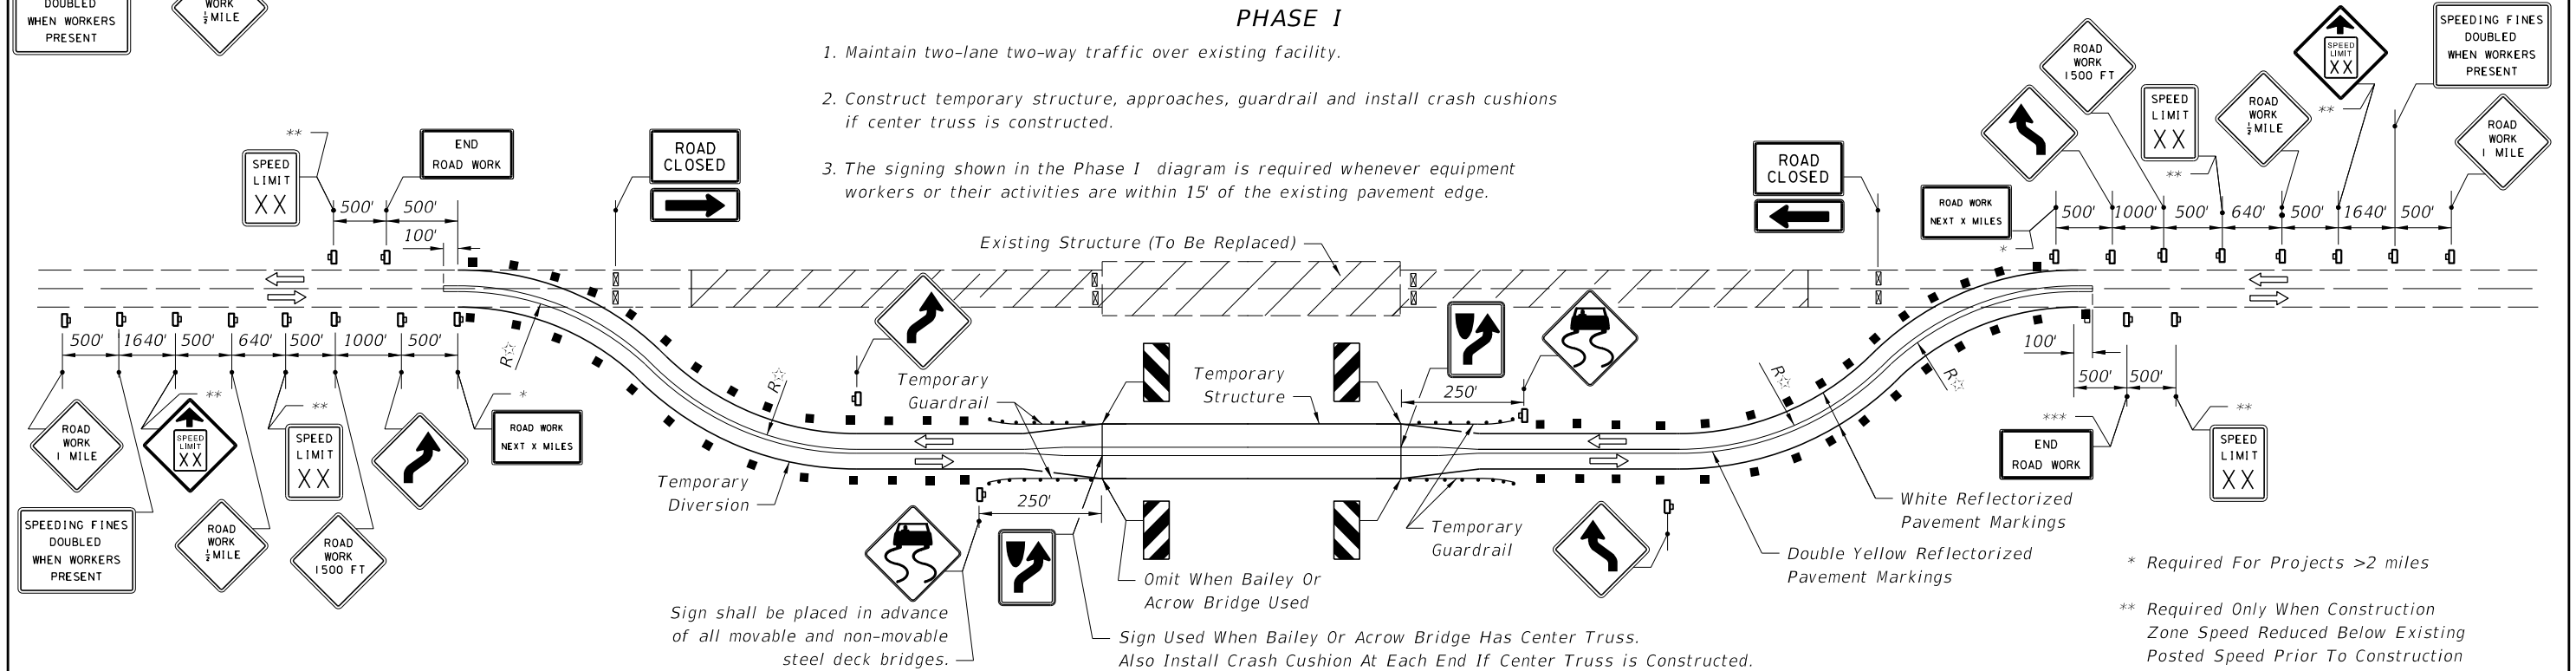 DOUBLED
WHEN WORKERS
PRESENT
WORK
½ MILE
PHASE I
1. Maintain two-lane two-way traffic over existing facility.
2. Construct temporary structure, approaches, guardrail and install crash cushions
if center truss is constructed.
3. The signing shown in the Phase I diagram is required whenever equipment
workers or their activities are within 15' of the existing pavement edge.
**
SPEED
LIMIT
XX
END
ROAD WORK
ROAD
CLOSED
500'
500'
100'
ROAD
CLOSED
ROAD WORK
NEXT X MILES
*
ROAD
WORK
1500 FT
SPEED
LIMIT
XX
**
ROAD
WORK
½ MILE
SPEED
LIMIT
XX
**
SPEEDING FINES
DOUBLED
WHEN WORKERS
PRESENT
ROAD
WORK
1 MILE
500'
1000'
500'
640'
500'
1640'
500'
Existing Structure (To Be Replaced)
500'
1640'
500'
640'
500'
1000'
500'
R☆
R☆
ROAD
WORK
1 MILE
SPEEDING FINES
DOUBLED
WHEN WORKERS
PRESENT
**
SPEED
LIMIT
XX
ROAD
WORK
½ MILE
**
SPEED
LIMIT
XX
ROAD
WORK
1500 FT
*
ROAD WORK
NEXT X MILES
Temporary
Guardrail
Temporary
Structure
250'
Temporary
Diversion
250'
Temporary
Guardrail
Omit When Bailey Or
Acrow Bridge Used
Sign shall be placed in advance
of all movable and non-movable
steel deck bridges.
Sign Used When Bailey Or Acrow Bridge Has Center Truss.
Also Install Crash Cushion At Each End If Center Truss is Constructed.
R☆
R☆
100'
500'
500'
***
END
ROAD WORK
**
SPEED
LIMIT
XX
White Reflectorized
Pavement Markings
Double Yellow Reflectorized
Pavement Markings
* Required For Projects >2 miles
** Required Only When Construction
Zone Speed Reduced Below Existing
Posted Speed Prior To Construction